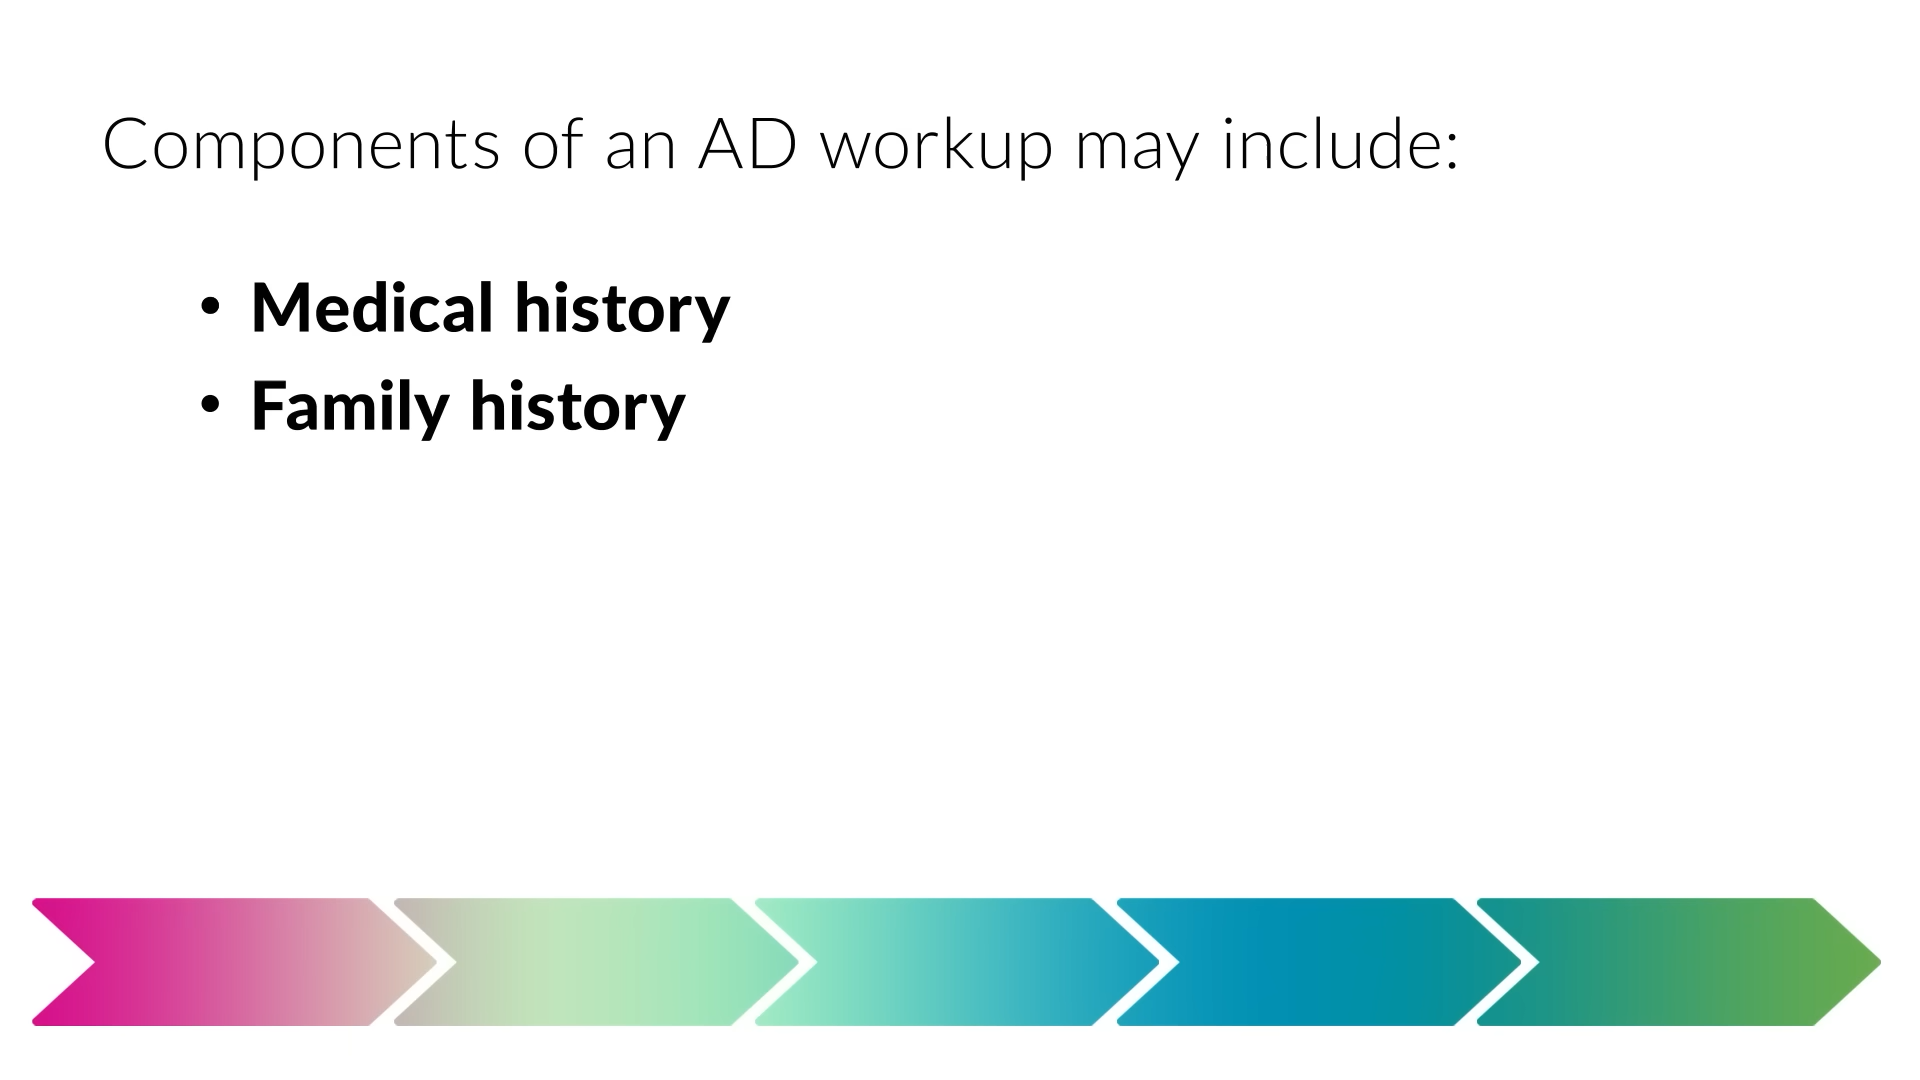 Components of an AD workup may include:
• Medical history
• Family history